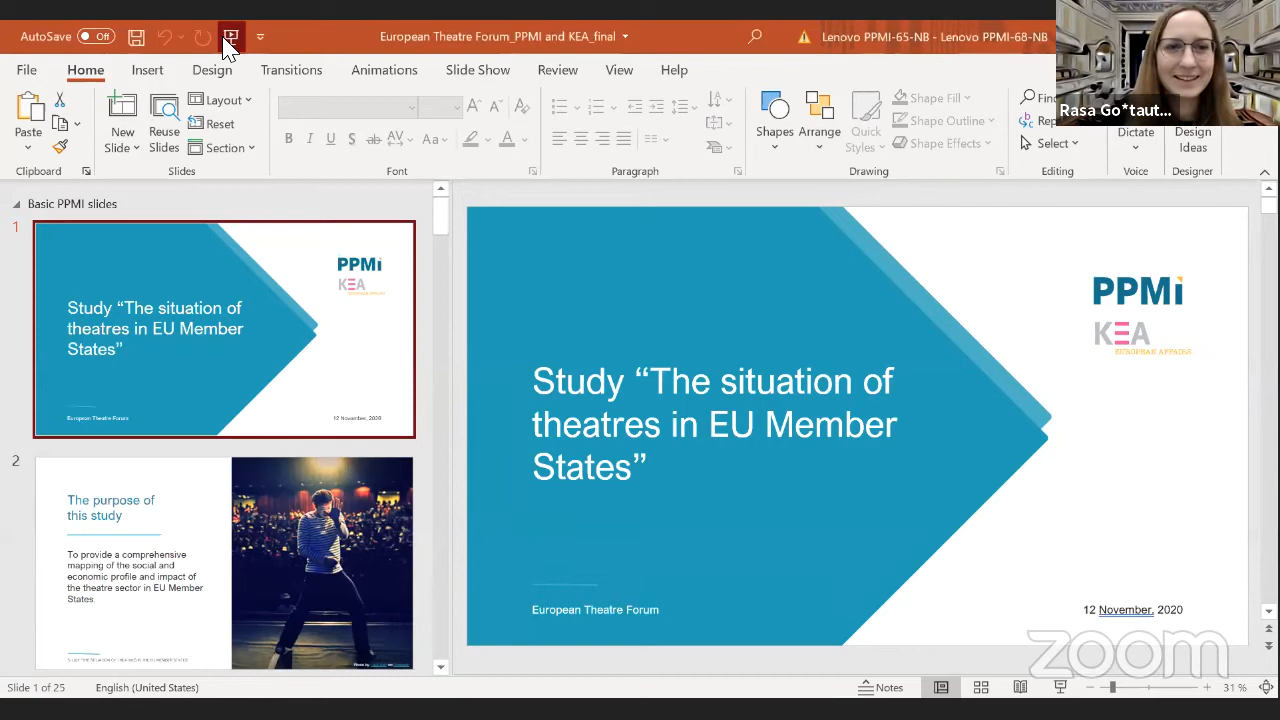 AutoSave Off
European Theatre Forum_PPMI and KEA_final
Lenovo PPMI-65-NB - Lenovo PPMI-68-NB
Rasa Go*taut...
File Home Insert Design Transitions Animations Slide Show Review View Help
Paste
New Slide
Reuse Slides
Layout
Reset
Section
Aa
Shapes
Arrange
Quick Styles
Shape Fill
Shape Outline
Shape Effects
Select
Dictate
Design Ideas
Clipboard Slides Font Paragraph Drawing Editing Voice Designer
Basic PPMI slides
1
PPMi
KEA
Study “The situation of
theatres in EU Member
States”
European Theatre Forum
12 November, 2020
2
The purpose of
this study
To provide a comprehensive
mapping of the social and
economic profile and impact of
the theatre sector in EU Member
States.
PPMi
KEA
EUROPEAN AFFAIRS
Study “The situation of
theatres in EU Member
States”
European Theatre Forum
12 November, 2020
zoom
Slide 1 of 25
English (United States)
Notes
31 %